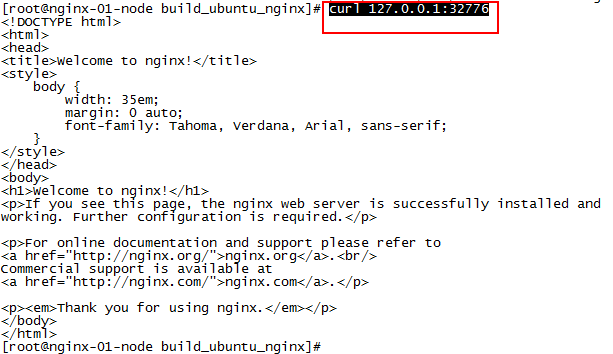 [root@nginx-01-node build_ubuntu_nginx]# curl 127.0.0.1:32776
<!DOCTYPE html>
<html>
<head>
<title>Welcome to nginx!</title>
<style>
    body {
        width: 35em;
        margin: 0 auto;
        font-family: Tahoma, Verdana, Arial, sans-serif;
    }
</style>
</head>
<body>
<h1>Welcome to nginx!</h1>
<p>If you see this page, the nginx web server is successfully installed and
working. Further configuration is required.</p>

<p>For online documentation and support please refer to
<a href="http://nginx.org/">nginx.org</a>.<br/>
Commercial support is available at
<a href="http://nginx.com/">nginx.com</a>.</p>

<p><em>Thank you for using nginx.</em></p>
</body>
</html>
[root@nginx-01-node build_ubuntu_nginx]#